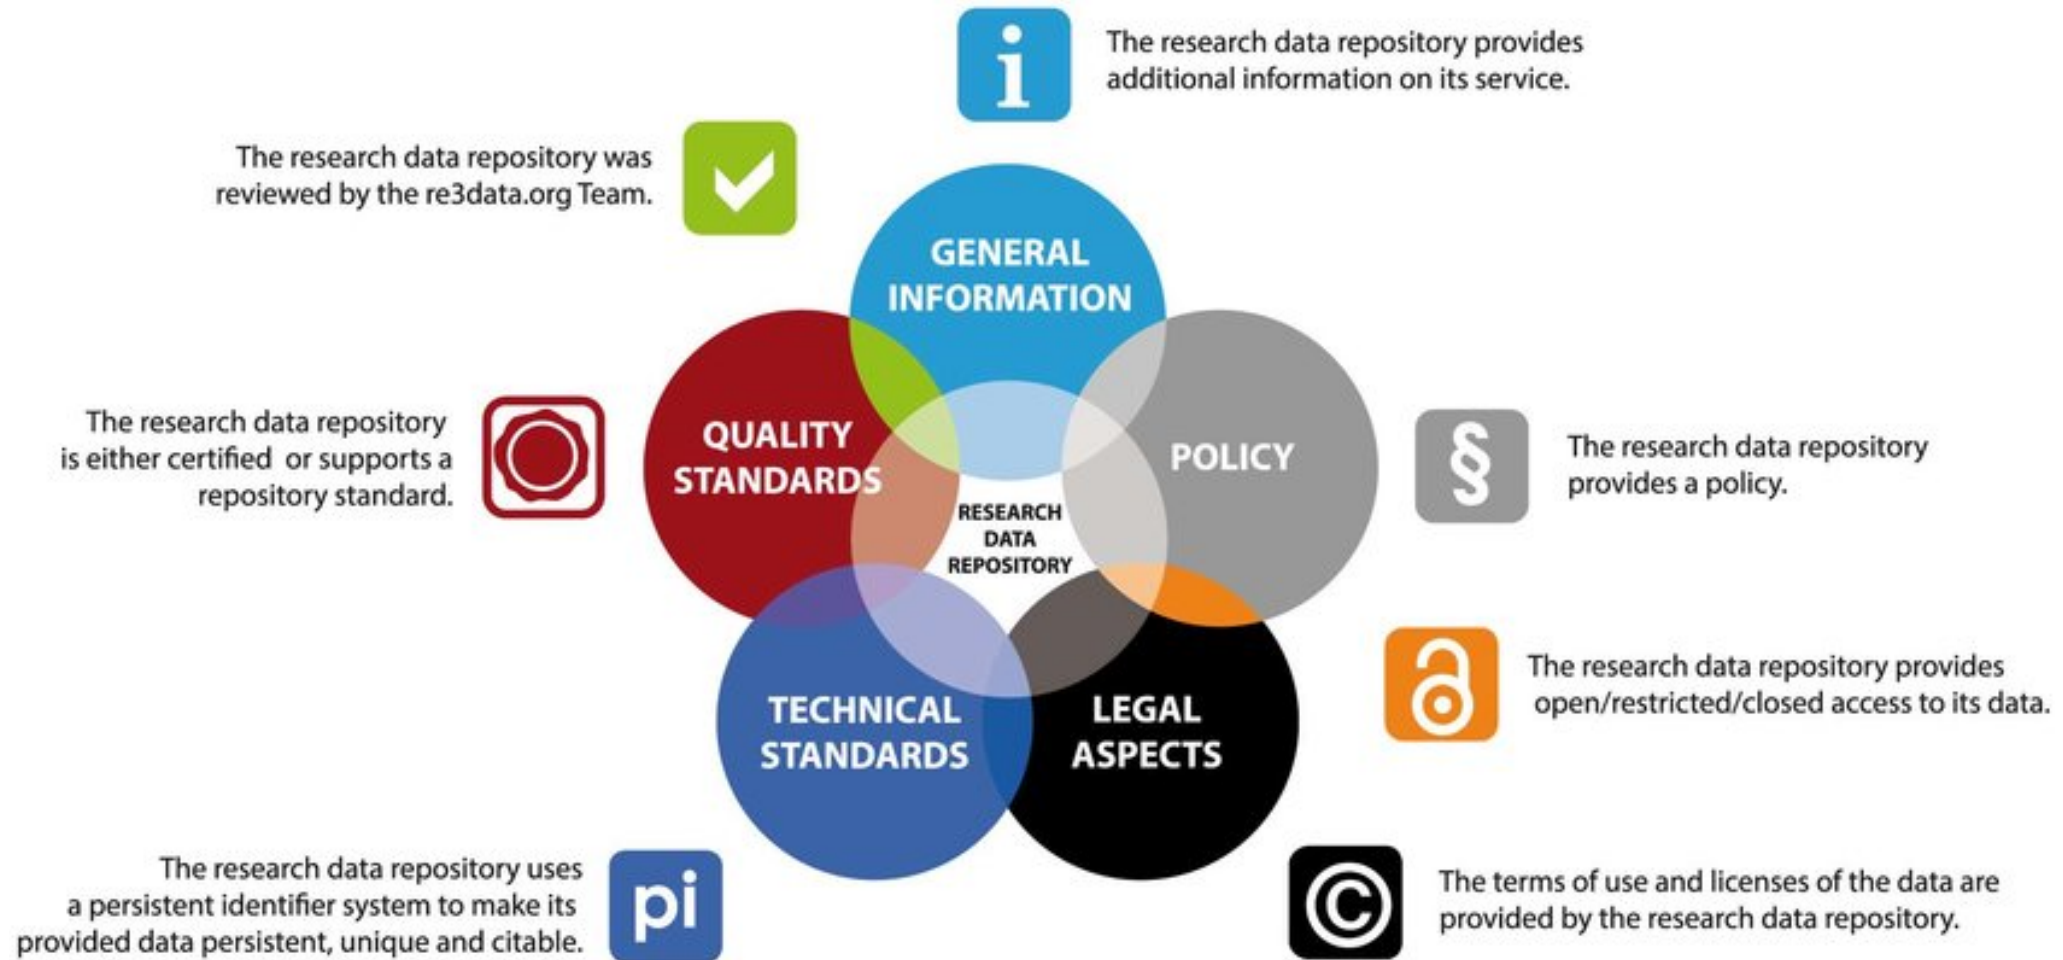 i
The research data repository provides
additional information on its service.
The research data repository was
reviewed by the re3data.org Team.
GENERAL
INFORMATION
QUALITY
STANDARDS
POLICY
RESEARCH
DATA
REPOSITORY
The research data repository
is either certified or supports a
repository standard.
§
The research data repository
provides a policy.
The research data repository provides
open/restricted/closed access to its data.
TECHNICAL
STANDARDS
LEGAL
ASPECTS
The research data repository uses
a persistent identifier system to make its
provided data persistent, unique and citable.
pi
©
The terms of use and licenses of the data are
provided by the research data repository.